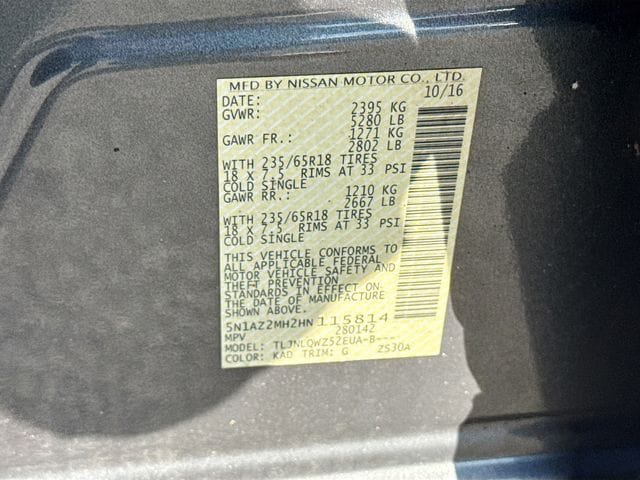 MFD BY NISSAN MOTOR CO., LTD.
DATE: 10/16
GVWR: 2395 KG
5280 LB
GAWR FR.: 1271 KG
2802 LB
WITH 235/65R18 TIRES
18 X 7.5 RIMS AT 33 PSI
COLD SINGLE
GAWR RR.: 1210 KG
2667 LB
WITH 235/65R18 TIRES
18 X 7.5 RIMS AT 33 PSI
COLD SINGLE
THIS VEHICLE CONFORMS TO
ALL APPLICABLE FEDERAL
MOTOR VEHICLE SAFETY AND
THEFT PREVENTION
STANDARDS IN EFFECT ON
THE DATE OF MANUFACTURE
SHOWN ABOVE.
5N1AZ2MH2HN115814
MPV 280142
MODEL: TLJNLQWZ52EUA-B---
COLOR: KAD TRIM: G ZS30A